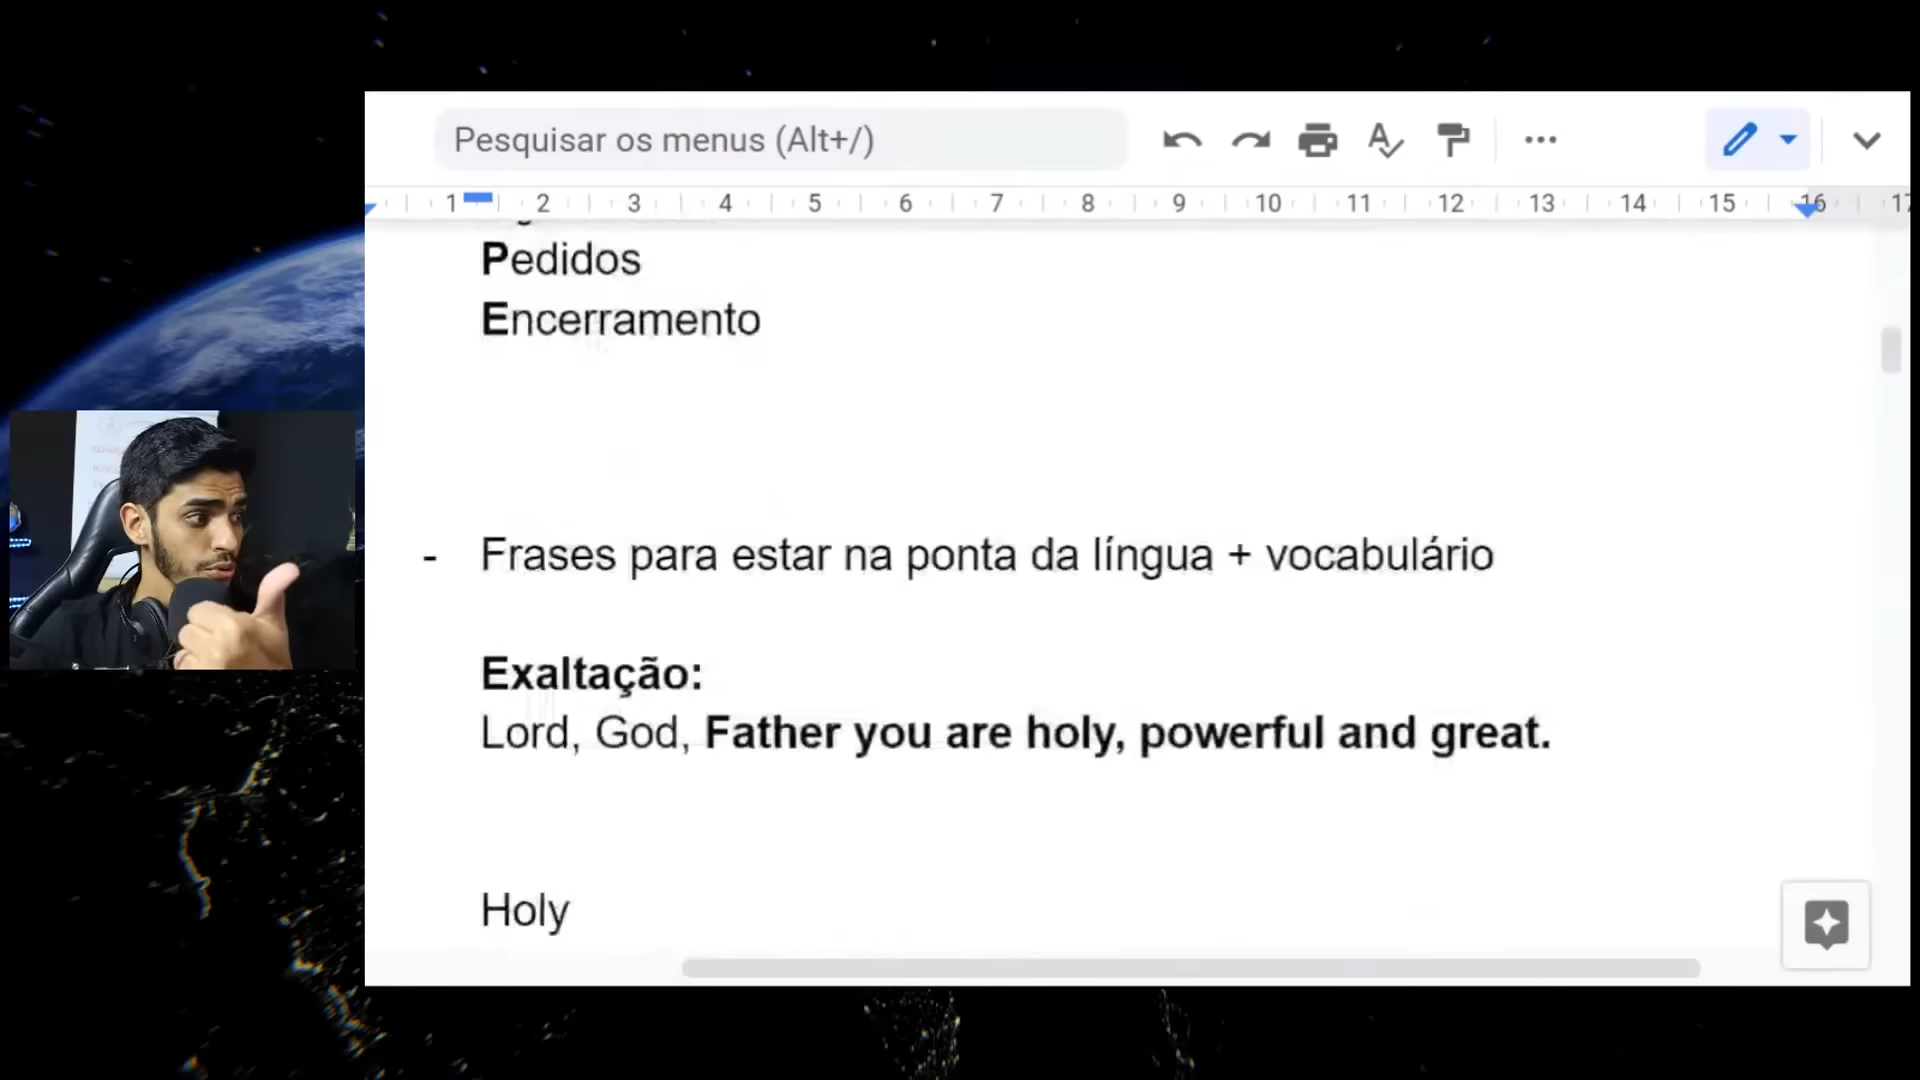 Pesquisar os menus (Alt+/)
1 2 3 4 5 6 7 8 9 10 11 12 13 14 15 16 17
Pedidos
Encerramento
- Frases para estar na ponta da língua + vocabulário
Exaltação:
Lord, God, Father you are holy, powerful and great.
Holy